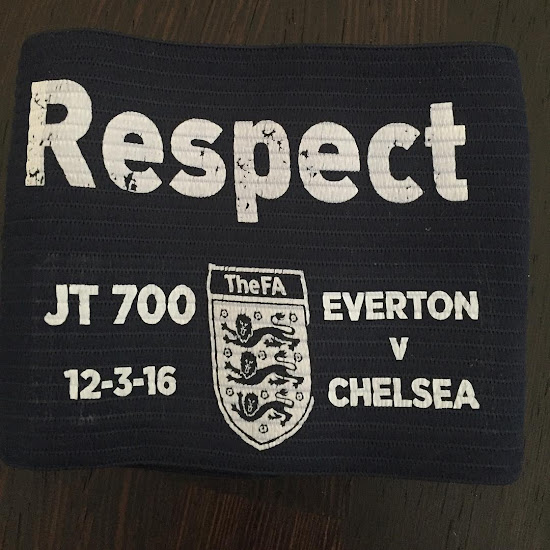 Respect
JT 700
12-3-16
TheFA
EVERTON
V
CHELSEA